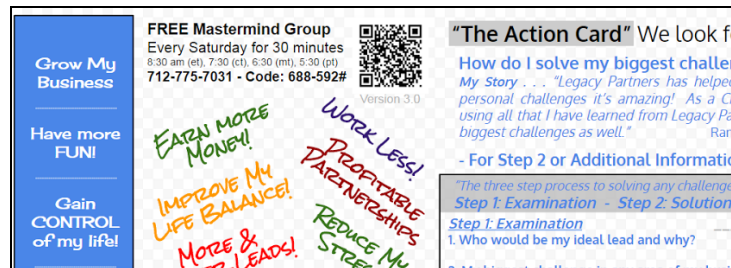 Grow My
Business
Have more
FUN!
Gain
CONTROL
of my life!
FREE Mastermind Group
Every Saturday for 30 minutes
8:30 am (et), 7:30 (ct), 6:30 (mt), 5:30 (pt)
712-775-7031 - Code: 688-592#
Version 3.0
EARN MORE
MONEY!
WORK LESS!
IMPROVE MY
LIFE BALANCE!
PROFITABLE
PARTNERSHIPS
MORE &
LEADS!
REDUCE MY
"The Action Card" We look
How do I solve my biggest
My Story . . . "Legacy Partners has
personal challenges it's amazing! As a
using all that I have learned from Legacy
biggest challenges as well."
- For Step 2 or Additional
"The three step process to solving any challenge
Step 1: Examination - Step 2: Solution
Step 1: Examination
1. Who would be my ideal lead and why?